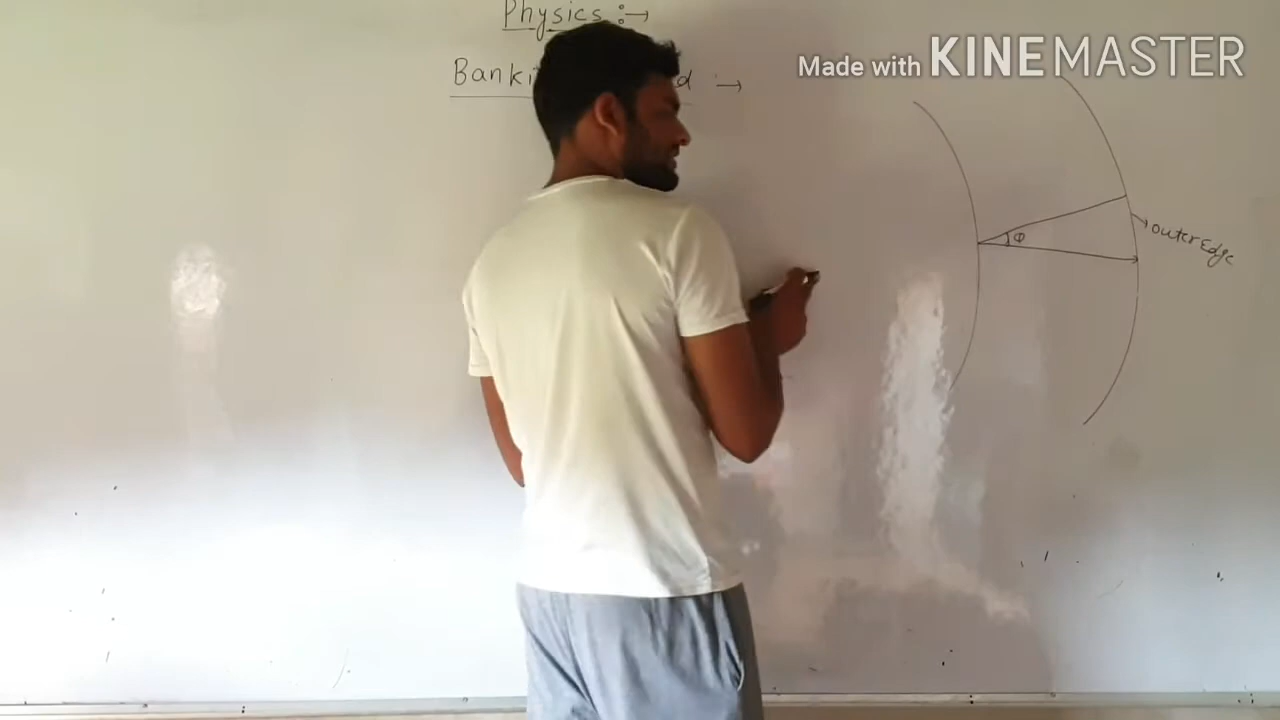 Physics :→
Banki d :→
Made with KINEMASTER
φ
outer Edge